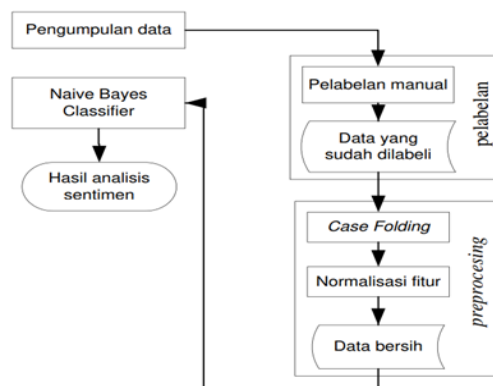 Pengumpulan data
Pelabelan manual
Data yang
sudah dilabeli
pelabelan
Case Folding
Normalisasi fitur
Data bersih
preprocesing
Naive Bayes
Classifier
Hasil analisis
sentimen